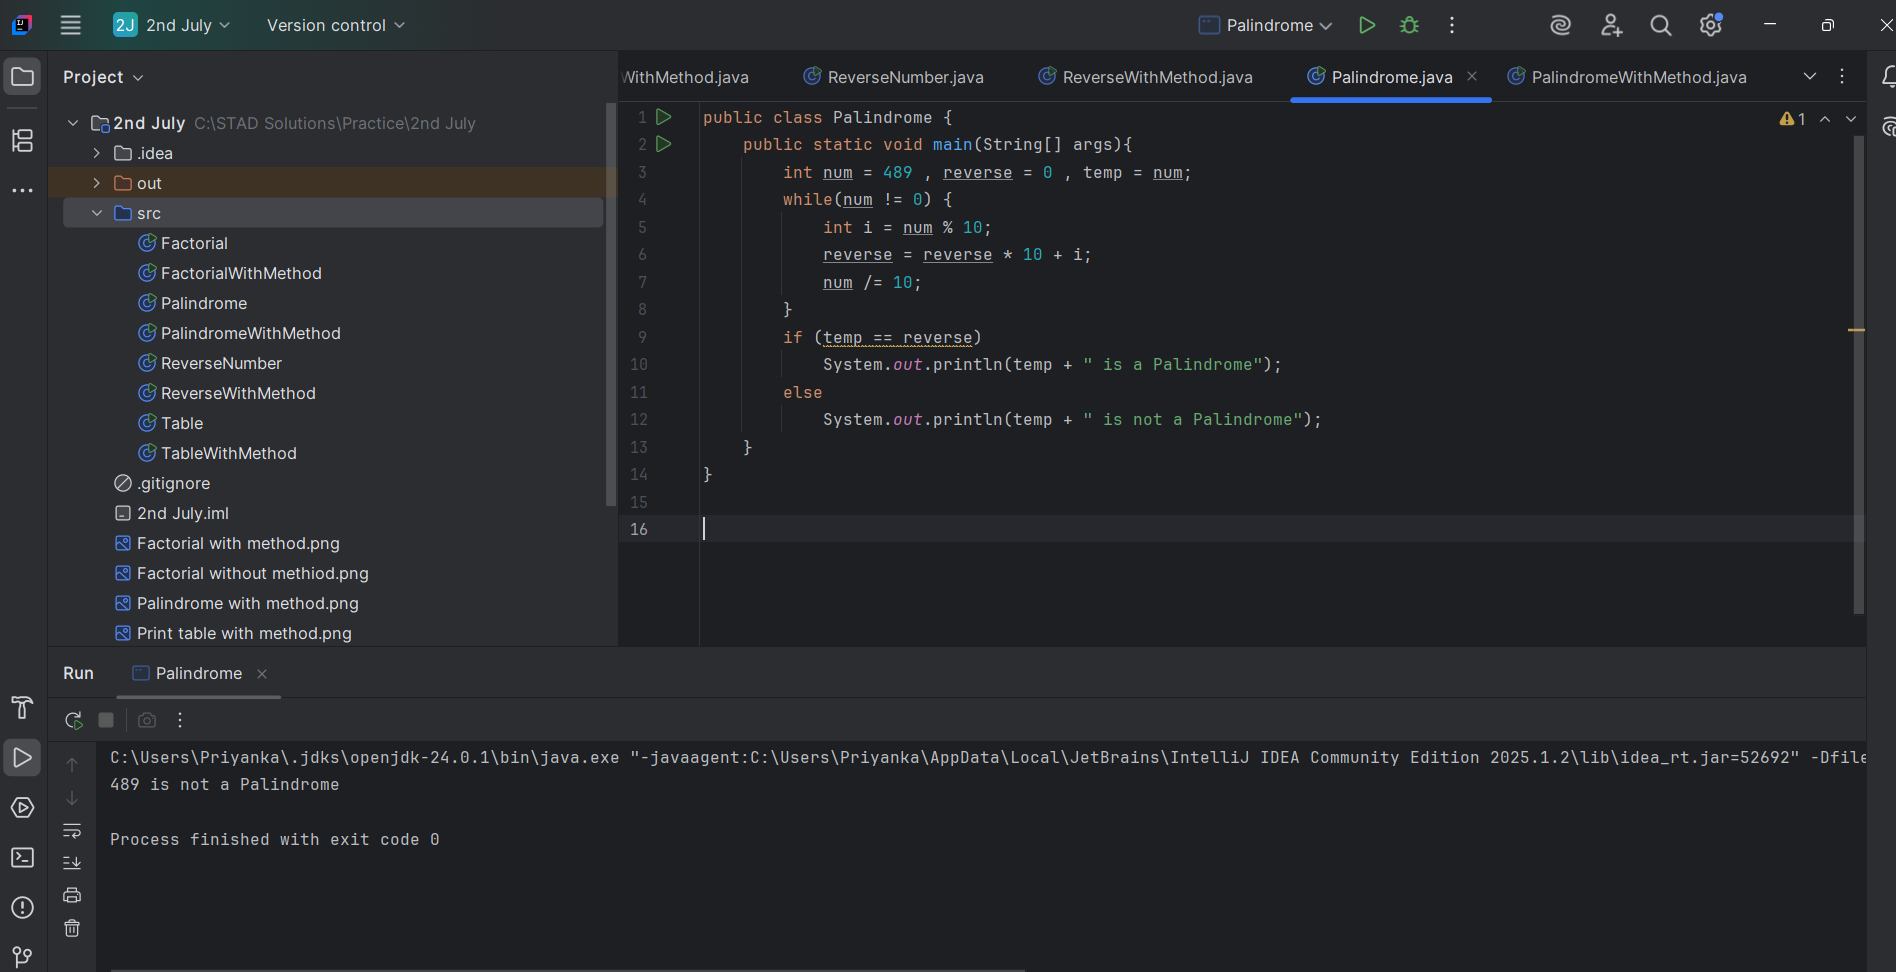 2J 2nd July Version control Palindrome
Project
WithMethod.java ReverseNumber.java ReverseWithMethod.java Palindrome.java PalindromeWithMethod.java
2nd July C:\STAD Solutions\Practice\2nd July
.idea
out
src
Factorial
FactorialWithMethod
Palindrome
PalindromeWithMethod
ReverseNumber
ReverseWithMethod
Table
TableWithMethod
.gitignore
2nd July.iml
Factorial with method.png
Factorial without methiod.png
Palindrome with method.png
Print table with method.png
1 public class Palindrome { 1
2 public static void main(String[] args){
3 int num = 489 , reverse = 0 , temp = num;
4 while(num != 0) {
5 int i = num % 10;
6 reverse = reverse * 10 + i;
7 num /= 10;
8 }
9 if (temp == reverse)
10 System.out.println(temp + " is a Palindrome");
11 else
12 System.out.println(temp + " is not a Palindrome");
13 }
14 }
15
16
Run Palindrome
C:\Users\Priyanka\.jdks\openjdk-24.0.1\bin\java.exe "-javaagent:C:\Users\Priyanka\AppData\Local\JetBrains\IntelliJ IDEA Community Edition 2025.1.2\lib\idea_rt.jar=52692" -Dfile
489 is not a Palindrome
Process finished with exit code 0